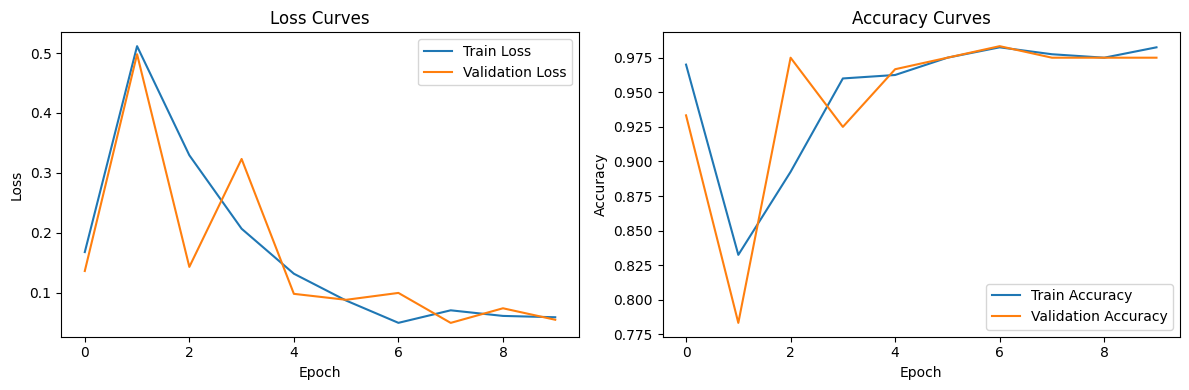 Loss Curves
0.5
0.4
0.3
0.2
0.1
Loss
Train Loss
Validation Loss
0 2 4 6 8
Epoch
Accuracy Curves
0.975
0.950
0.925
0.900
0.875
0.850
0.825
0.800
0.775
Accuracy
Train Accuracy
Validation Accuracy
0 2 4 6 8
Epoch